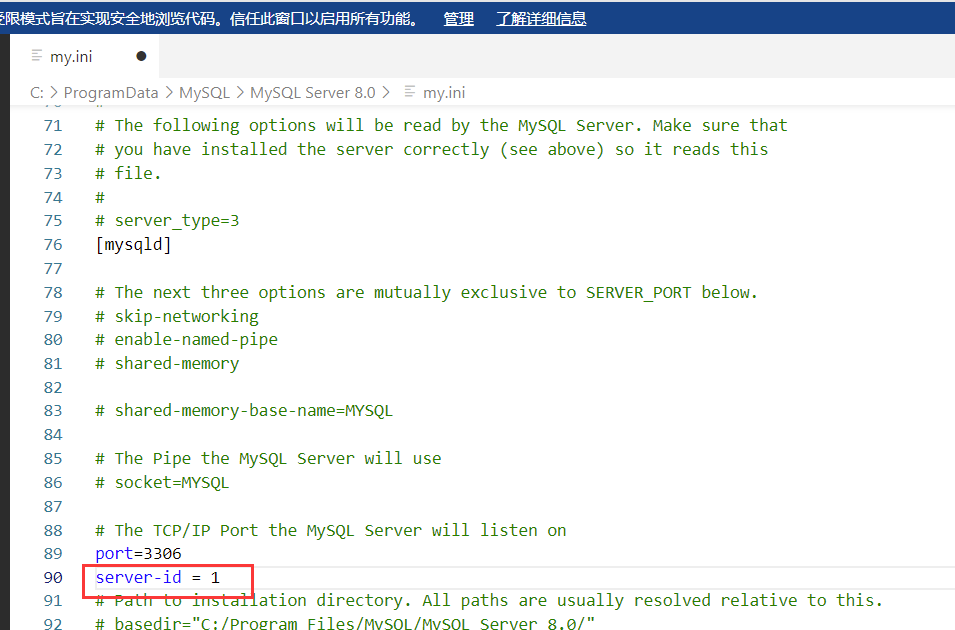 受限模式旨在实现安全地浏览代码。信任此窗口以启用所有功能。 管理 了解详细信息
my.ini
C: > ProgramData > MySQL > MySQL Server 8.0 > my.ini
71 # The following options will be read by the MySQL Server. Make sure that
72 # you have installed the server correctly (see above) so it reads this
73 # file.
74 #
75 # server_type=3
76 [mysqld]
77
78 # The next three options are mutually exclusive to SERVER_PORT below.
79 # skip-networking
80 # enable-named-pipe
81 # shared-memory
82
83 # shared-memory-base-name=MYSQL
84
85 # The Pipe the MySQL Server will use
86 # socket=MYSQL
87
88 # The TCP/IP Port the MySQL Server will listen on
89 port=3306
90 server-id = 1
91 # Path to installation directory. All paths are usually resolved relative to this.
92 # basedir="C:/Program Files/MySQL/MySQL Server 8.0/"